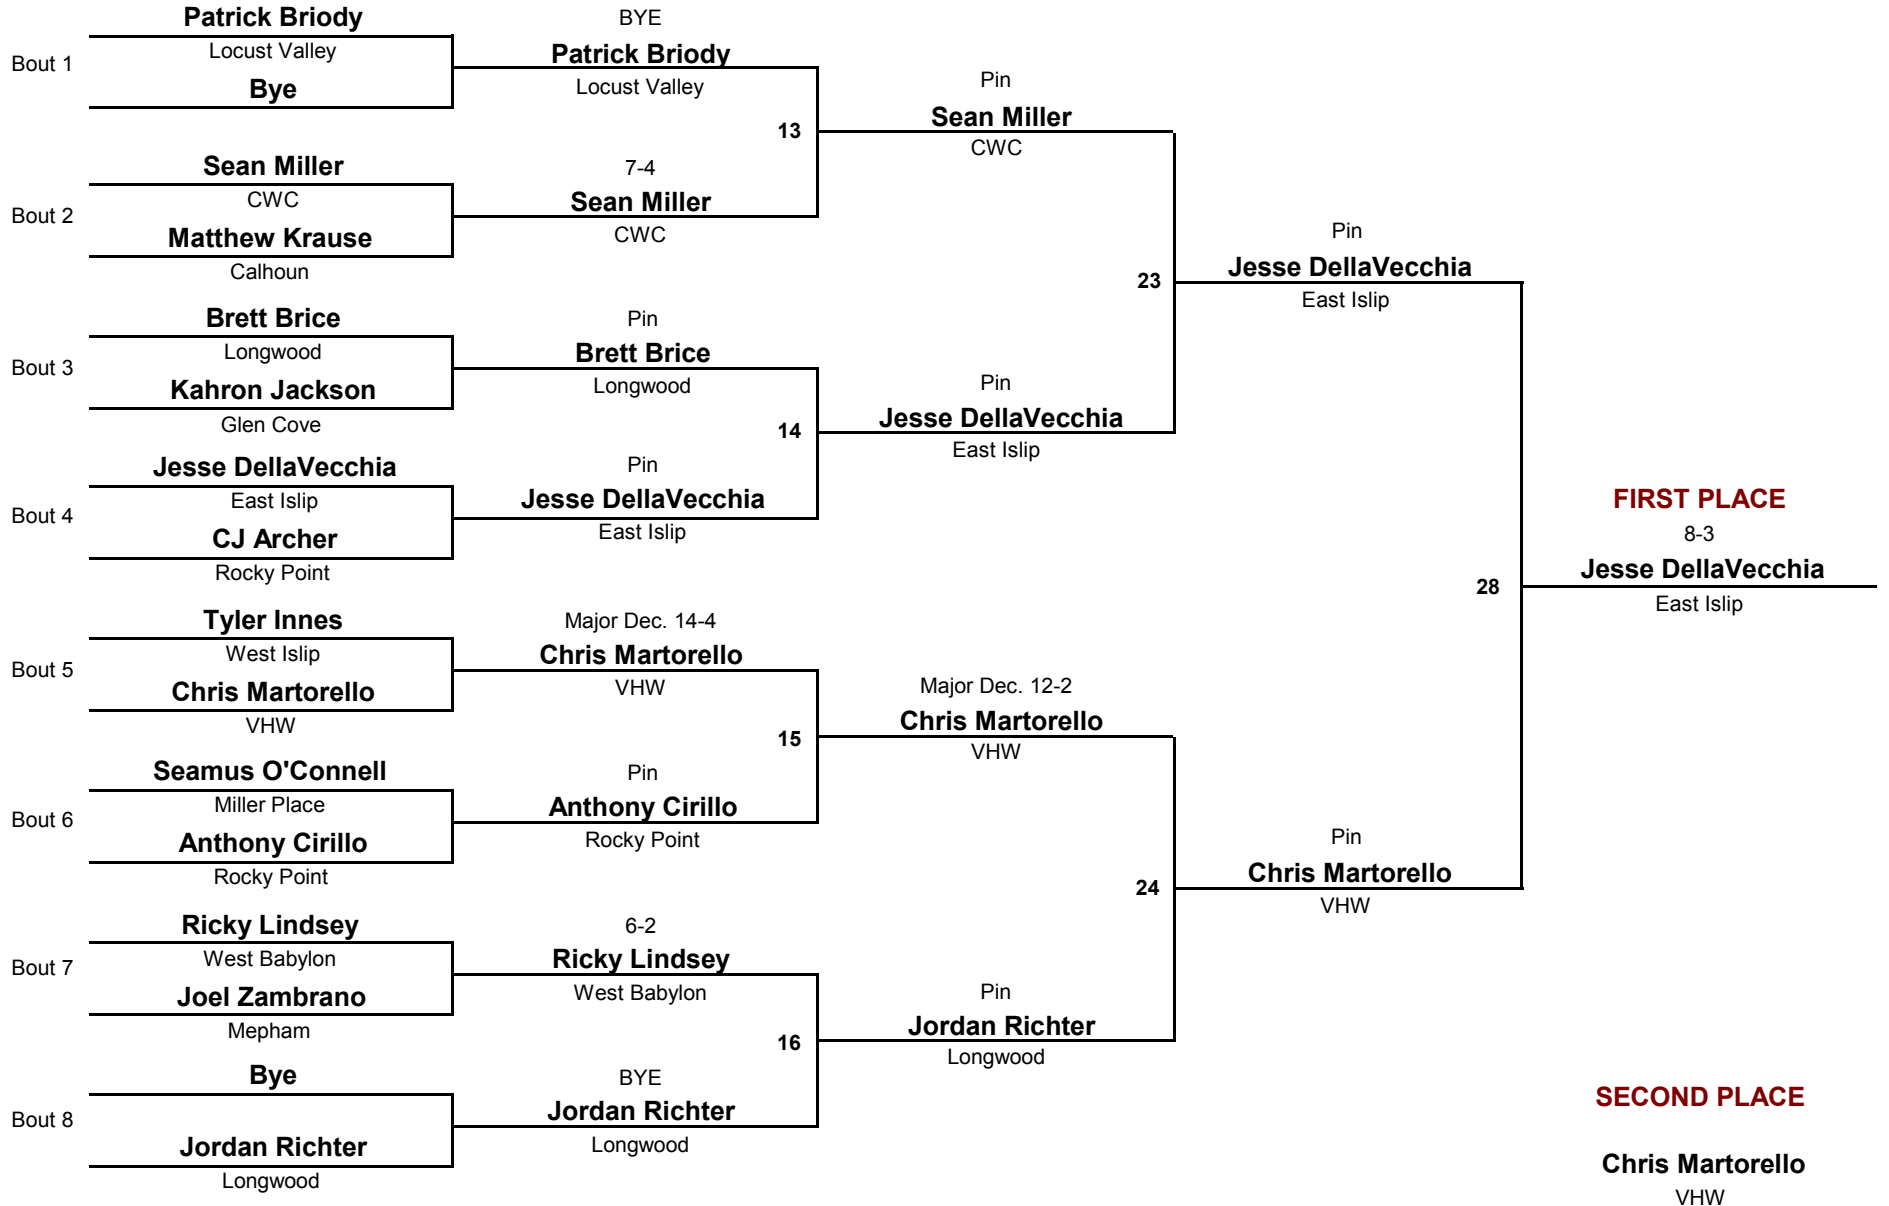 Patrick Briody
Bout 1
Locust Valley
Bye
Sean Miller
Bout 2
CWC
Matthew Krause
Calhoun
Brett Brice
Bout 3
Longwood
Kahron Jackson
Glen Cove
Jesse DellaVecchia
Bout 4
East Islip
CJ Archer
Rocky Point
Tyler Innes
Bout 5
West Islip
Chris Martorello
VHW
Seamus O'Connell
Bout 6
Miller Place
Anthony Cirillo
Rocky Point
Ricky Lindsey
Bout 7
West Babylon
Joel Zambrano
Mepham
Bye
Bout 8
Jordan Richter
Longwood
BYE
Patrick Briody
Locust Valley
13
7-4
Sean Miller
CWC
Pin
Brett Brice
Longwood
14
Pin
Jesse DellaVecchia
East Islip
Major Dec. 14-4
Chris Martorello
VHW
15
Pin
Anthony Cirillo
Rocky Point
6-2
Ricky Lindsey
West Babylon
16
BYE
Jordan Richter
Longwood
Pin
Sean Miller
CWC
23
Pin
Jesse DellaVecchia
East Islip
Major Dec. 12-2
Chris Martorello
VHW
24
Pin
Jordan Richter
Longwood
Pin
Jesse DellaVecchia
East Islip
28
Pin
Chris Martorello
VHW
FIRST PLACE
8-3
Jesse DellaVecchia
East Islip
SECOND PLACE
Chris Martorello
VHW